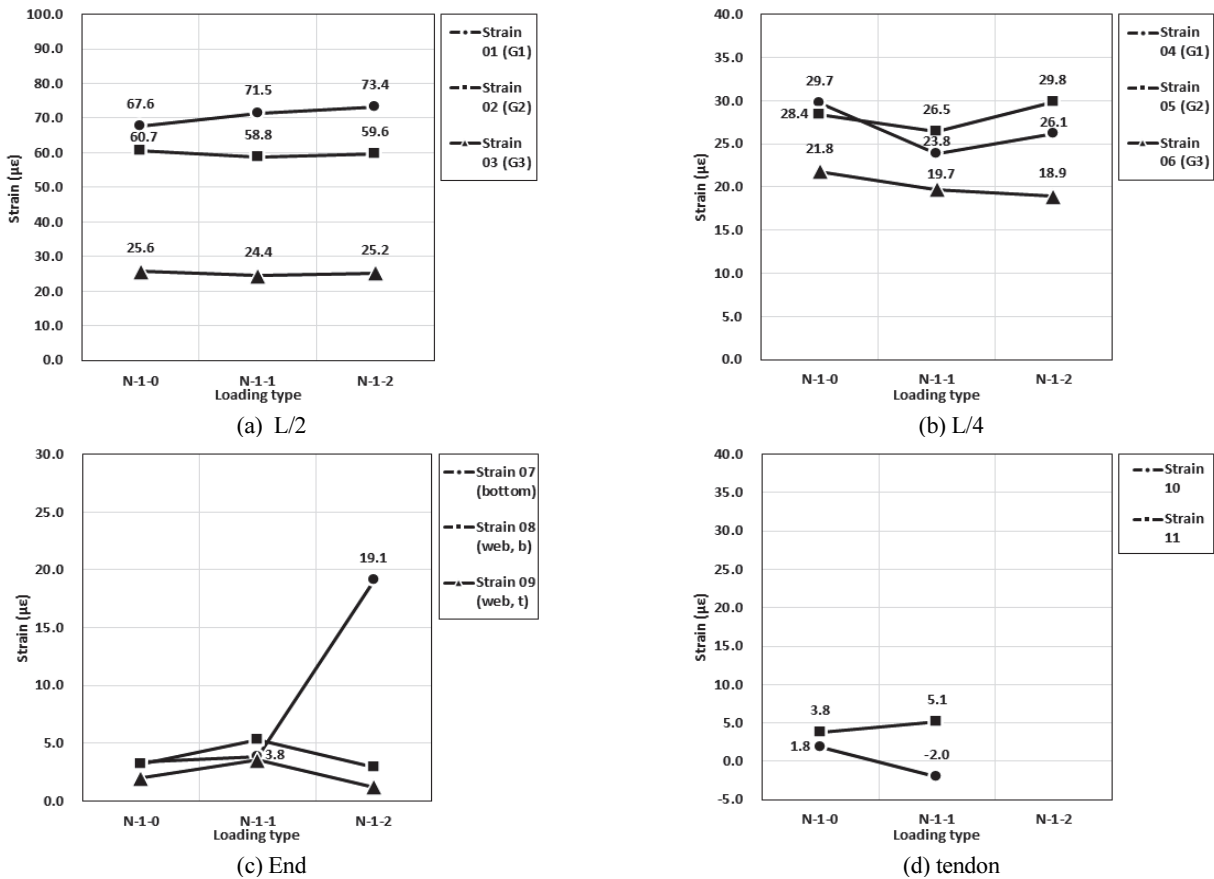 100.0
90.0
80.0
70.0
60.0
50.0
40.0
30.0
20.0
10.0
0.0
Strain (με)
67.6
71.5
73.4
60.7
58.8
59.6
25.6
24.4
25.2
N-1-0
N-1-1
N-1-2
Loading type
Strain
01 (G1)
Strain
02 (G2)
Strain
03 (G3)
(a) L/2
40.0
35.0
30.0
25.0
20.0
15.0
10.0
5.0
0.0
Strain (με)
29.7
29.8
28.4
26.5
23.8
26.1
21.8
19.7
18.9
N-1-0
N-1-1
N-1-2
Loading type
Strain
04 (G1)
Strain
05 (G2)
Strain
06 (G3)
(b) L/4
30.0
25.0
20.0
15.0
10.0
5.0
0.0
Strain (με)
19.1
3.8
N-1-0
N-1-1
N-1-2
Loading type
Strain 07
(bottom)
Strain 08
(web, b)
Strain 09
(web, t)
(c) End
40.0
35.0
30.0
25.0
20.0
15.0
10.0
5.0
0.0
-5.0
Strain (με)
3.8
5.1
1.8
-2.0
N-1-0
N-1-1
N-1-2
Loading type
Strain
10
Strain
11
(d) tendon